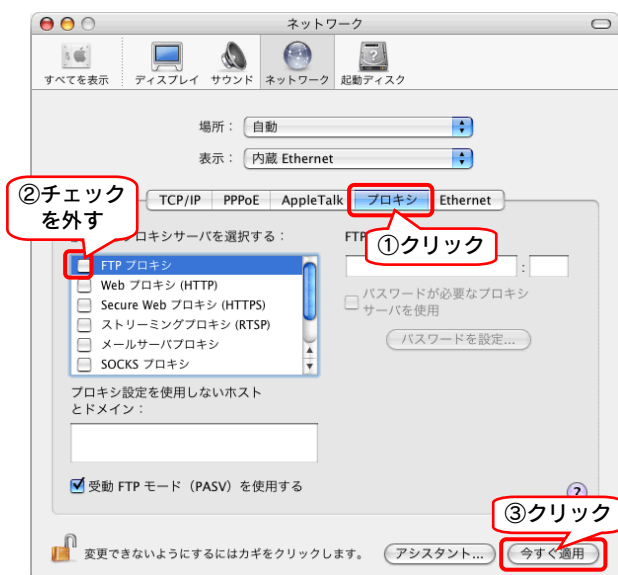 ネットワーク
すべてを表示
ディスプレイ
サウンド
ネットワーク
起動ディスク
場所：
自動
表示：
内蔵 Ethernet
②チェック
を外す
TCP/IP
PPPoE
AppleTalk
プロキシ
Ethernet
①クリック
ロキシサーバを選択する：
FTP
FTP プロキシ
Web プロキシ (HTTP)
Secure Web プロキシ (HTTPS)
ストリーミングプロキシ (RTSP)
メールサーバプロキシ
SOCKS プロキシ
:
パスワードが必要なプロキシ
サーバを使用
パスワードを設定...
プロキシ設定を使用しないホスト
とドメイン：
受動 FTP モード（PASV）を使用する
?
③クリック
変更できないようにするにはカギをクリックします。
アシスタント...
今すぐ適用